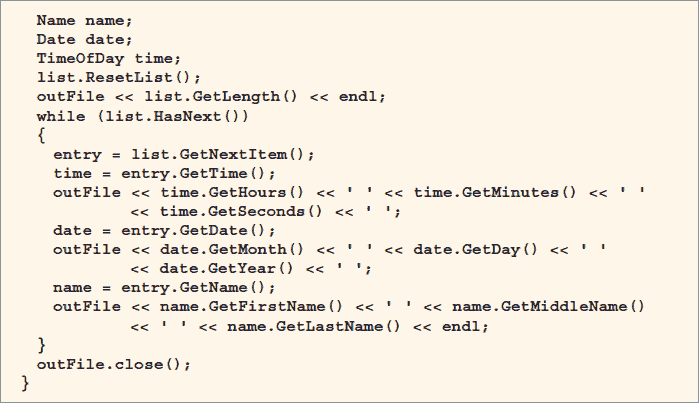 Name name;
Date date;
TimeOfDay time;
list.ResetList();
outFile << list.GetLength() << endl;
while (list.HasNext())
{
entry = list.GetNextItem();
time = entry.GetTime();
outFile << time.GetHours() << ' ' << time.GetMinutes() << ' '
<< time.GetSeconds() << ' ';
date = entry.GetDate();
outFile << date.GetMonth() << ' ' << date.GetDay() << ' '
<< date.GetYear() << ' ';
name = entry.GetName();
outFile << name.GetFirstName() << ' ' << name.GetMiddleName()
<< ' ' << name.GetLastName() << endl;
}
outFile.close();
}